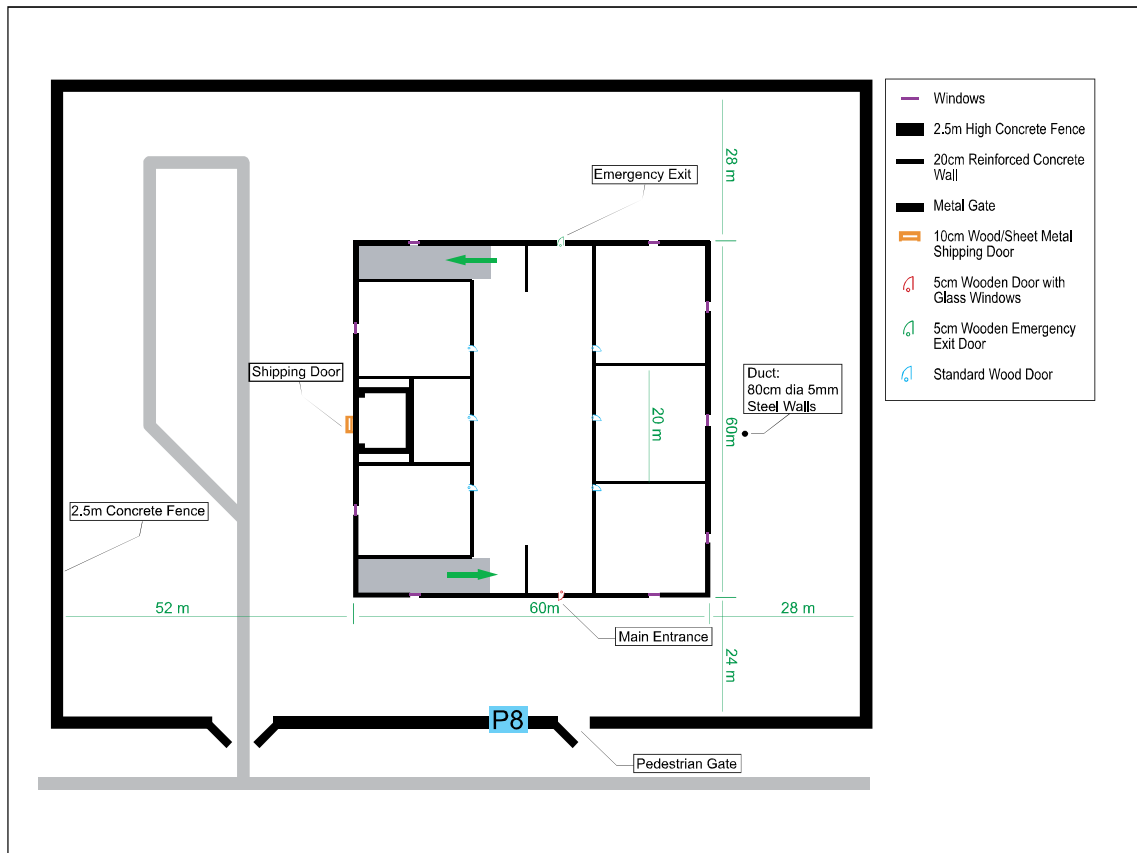 Windows
2.5m High Concrete Fence
20cm Reinforced Concrete
Wall
Metal Gate
10cm Wood/Sheet Metal
Shipping Door
5cm Wooden Door with
Glass Windows
5cm Wooden Emergency
Exit Door
Standard Wood Door
28 m
Emergency Exit
Shipping Door
Duct:
80cm dia 5mm
Steel Walls
20 m
60m
2.5m Concrete Fence
52 m
60m
28 m
Main Entrance
24 m
P8
Pedestrian Gate